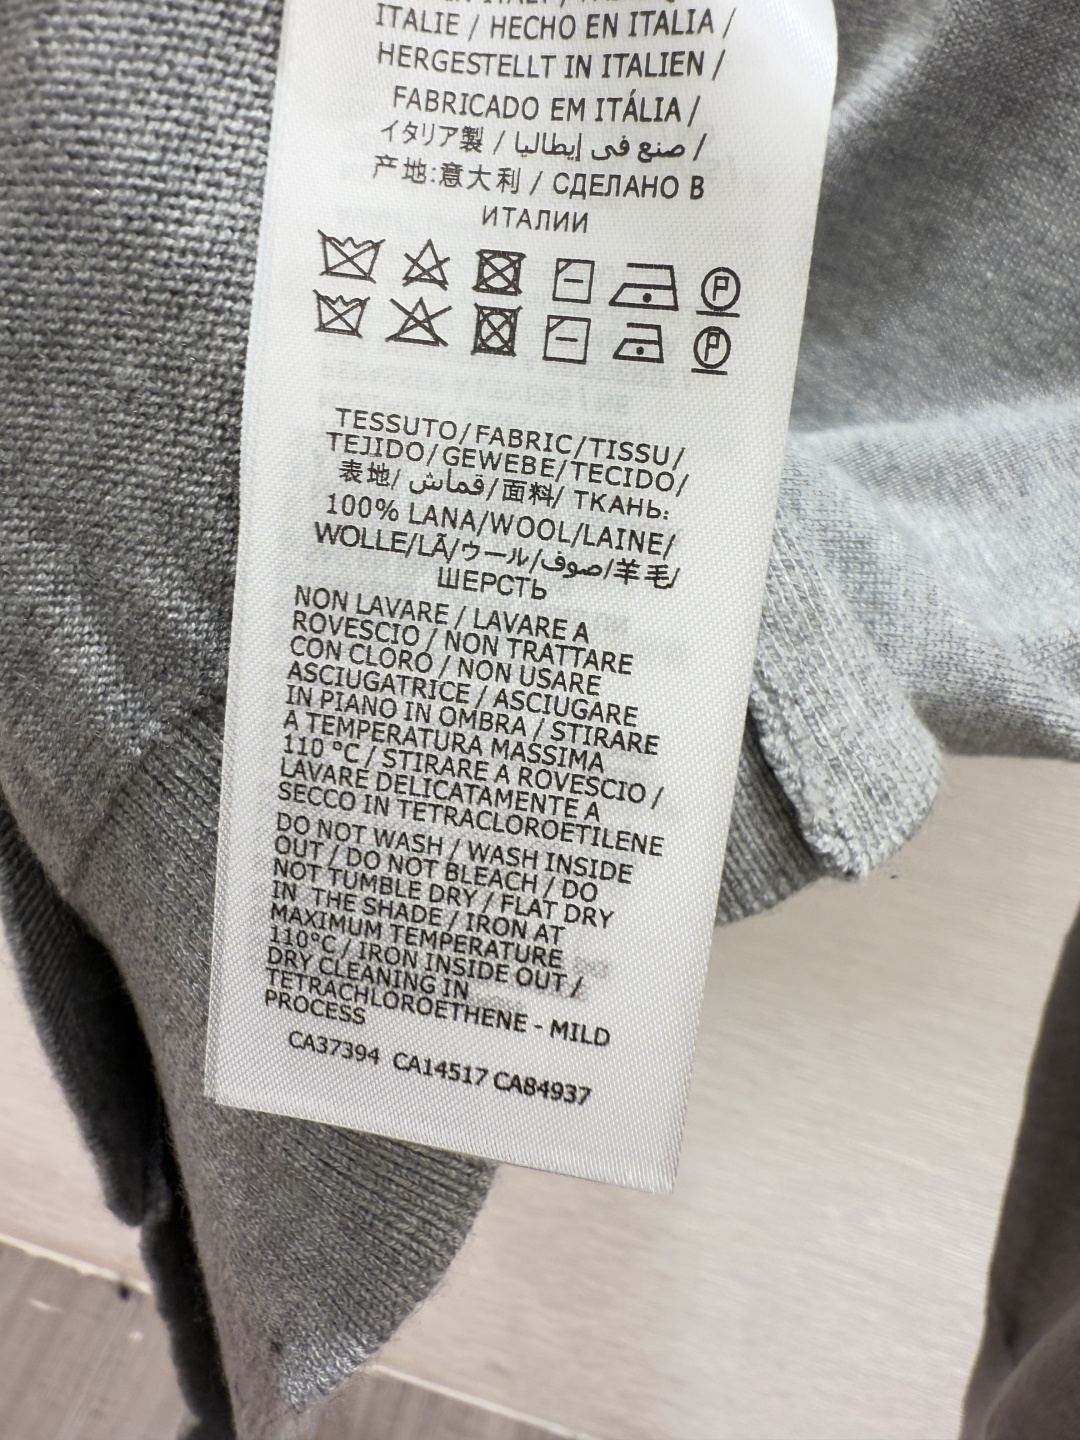 ITALIE / HECHO EN ITALIA /
HERGESTELLT IN ITALIEN /
FABRICADO EM ITÁLIA /
イタリア製 / صنع في إيطاليا /
产地:意大利 / СДЕЛАНО В
ИТАЛИИ
P
P
TESSUTO/FABRIC/TISSU/
TEJIDO/GEWEBE/TECIDO/
表地/ قماش/面料/ ТКАНЬ:
100% LANA/WOOL/LAINE/
WOLLE/LÃ/ウール/صوف/羊毛/
ШЕРСТЬ
NON LAVARE / LAVARE A
ROVESCIO / NON TRATTARE
CON CLORO / NON USARE
ASCIUGATRICE / ASCIUGARE
IN PIANO IN OMBRA / STIRARE
A TEMPERATURA MASSIMA
110 °C / STIRARE A ROVESCIO /
LAVARE DELICATAMENTE A
SECCO IN TETRACLOROETILENE
DO NOT WASH / WASH INSIDE
OUT / DO NOT BLEACH / DO
NOT TUMBLE DRY / FLAT DRY
IN THE SHADE / IRON AT
MAXIMUM TEMPERATURE
110°C / IRON INSIDE OUT /
DRY CLEANING IN
TETRACHLOROETHENE - MILD
PROCESS
CA37394 CA14517 CA84937